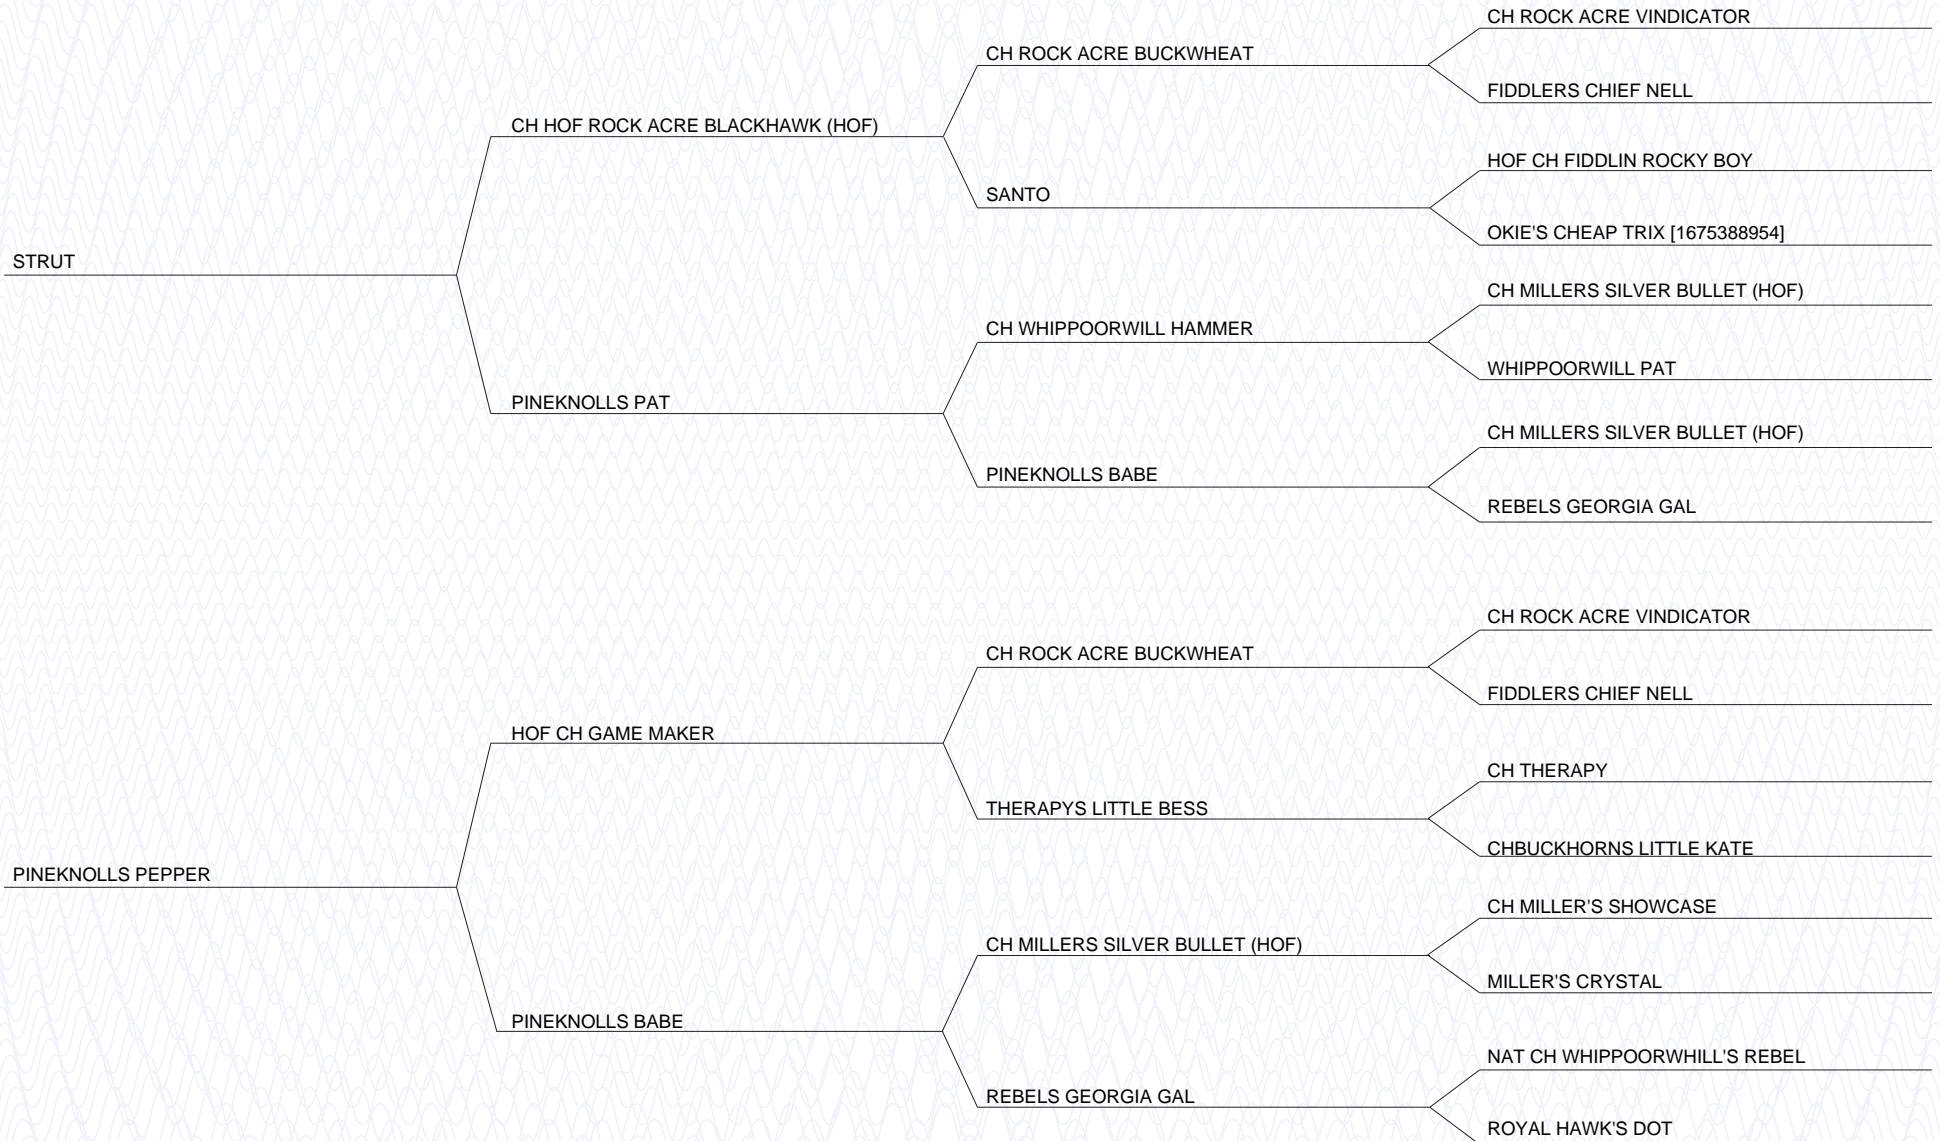 CH ROCK ACRE VINDICATOR
CH ROCK ACRE BUCKWHEAT
FIDDLERS CHIEF NELL
CH HOF ROCK ACRE BLACKHAWK (HOF)
HOF CH FIDDLIN ROCKY BOY
SANTO
OKIE'S CHEAP TRIX [1675388954]
STRUT
CH MILLERS SILVER BULLET (HOF)
CH WHIPPOORWILL HAMMER
WHIPPOORWILL PAT
PINEKNOLLS PAT
CH MILLERS SILVER BULLET (HOF)
PINEKNOLLS BABE
REBELS GEORGIA GAL
CH ROCK ACRE VINDICATOR
CH ROCK ACRE BUCKWHEAT
FIDDLERS CHIEF NELL
HOF CH GAME MAKER
CH THERAPY
THERAPYS LITTLE BESS
CHBUCKHORNS LITTLE KATE
PINEKNOLLS PEPPER
CH MILLER'S SHOWCASE
CH MILLERS SILVER BULLET (HOF)
MILLER'S CRYSTAL
PINEKNOLLS BABE
NAT CH WHIPPOORWHILL'S REBEL
REBELS GEORGIA GAL
ROYAL HAWK'S DOT